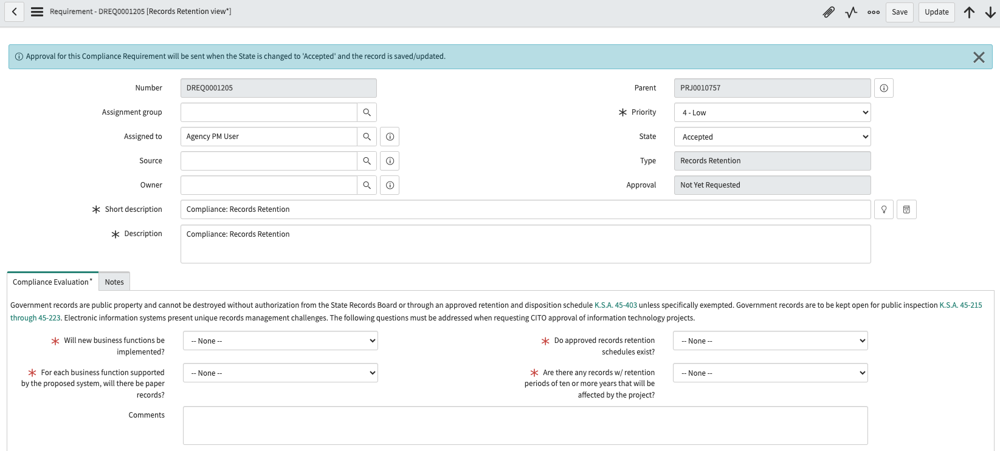 Requirement - DREQ0001205 [Records Retention view*]
Save
Update
Approval for this Compliance Requirement will be sent when the State is changed to 'Accepted' and the record is saved/updated.
Number
DREQ0001205
Parent
PRJ0010757
Assignment group
Priority
4 - Low
Assigned to
Agency PM User
State
Accepted
Source
Type
Records Retention
Owner
Approval
Not Yet Requested
Short description
Compliance: Records Retention
Description
Compliance: Records Retention
Compliance Evaluation*
Notes
Government records are public property and cannot be destroyed without authorization from the State Records Board or through an approved retention and disposition schedule K.S.A. 45-403 unless specifically exempted. Government records are to be kept open for public inspection K.S.A. 45-215
through 45-223. Electronic information systems present unique records management challenges. The following questions must be addressed when requesting CITO approval of information technology projects.
Will new business functions be
implemented?
-- None --
Do approved records retention
schedules exist?
-- None --
For each business function supported
by the proposed system, will there be paper
records?
-- None --
Are there any records w/ retention
periods of ten or more years that will be
affected by the project?
-- None --
Comments